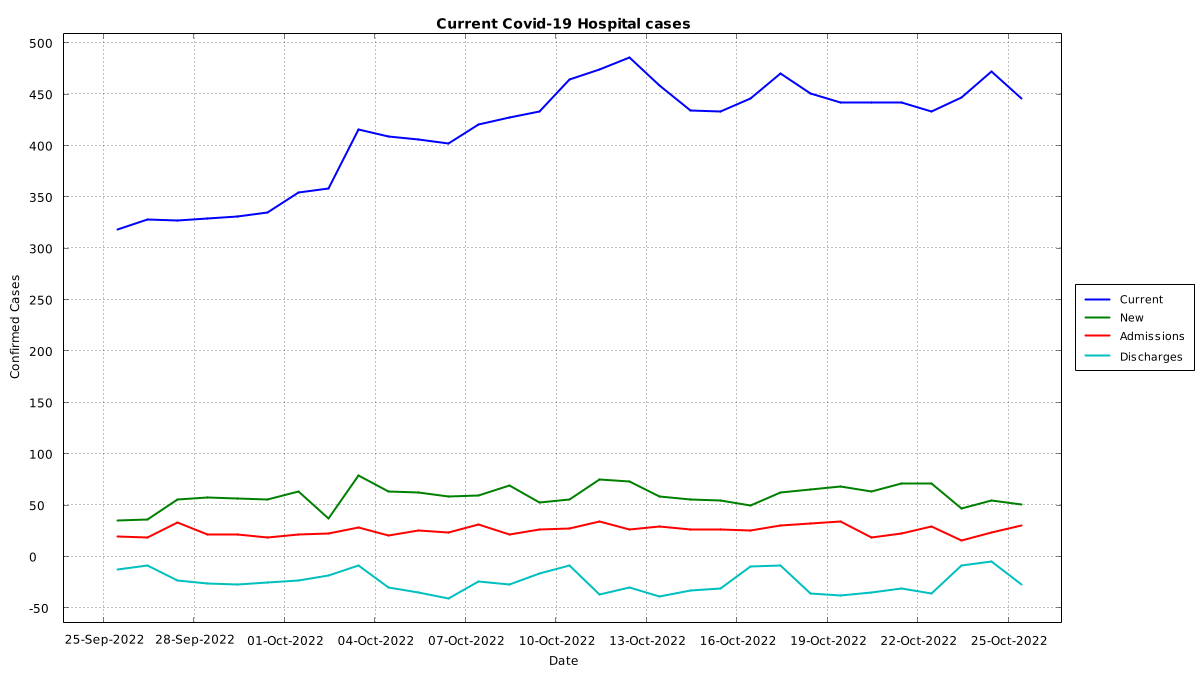 Current Covid-19 Hospital cases
500
450
400
350
300
250
200
150
100
50
0
-50
Confirmed Cases
25-Sep-2022 28-Sep-2022 01-Oct-2022 04-Oct-2022 07-Oct-2022 10-Oct-2022 13-Oct-2022 16-Oct-2022 19-Oct-2022 22-Oct-2022 25-Oct-2022
Date
Current
New
Admissions
Discharges